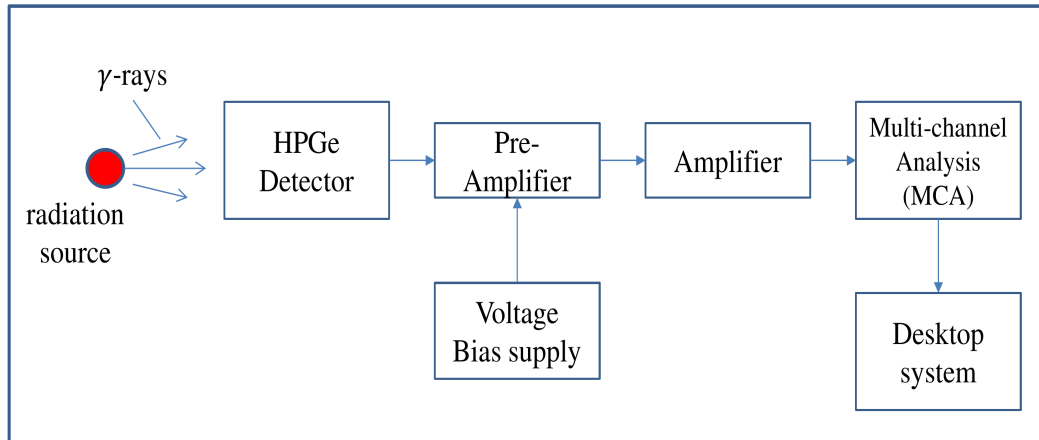 γ-rays
radiation
source
HPGe
Detector
Pre-
Amplifier
Amplifier
Multi-channel
Analysis
(MCA)
Voltage
Bias supply
Desktop
system